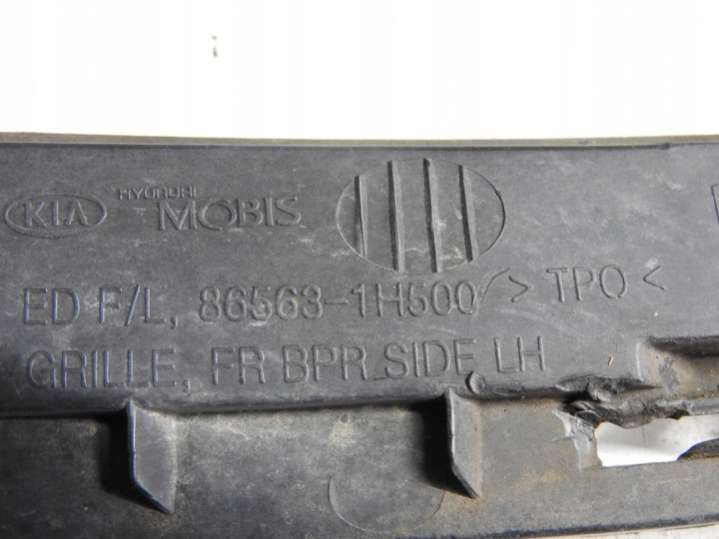 KIA HYUNDAI MOBIS
ED F/L, 86563-1H500 > TPO <
GRILLE, FR BPR SIDE LH